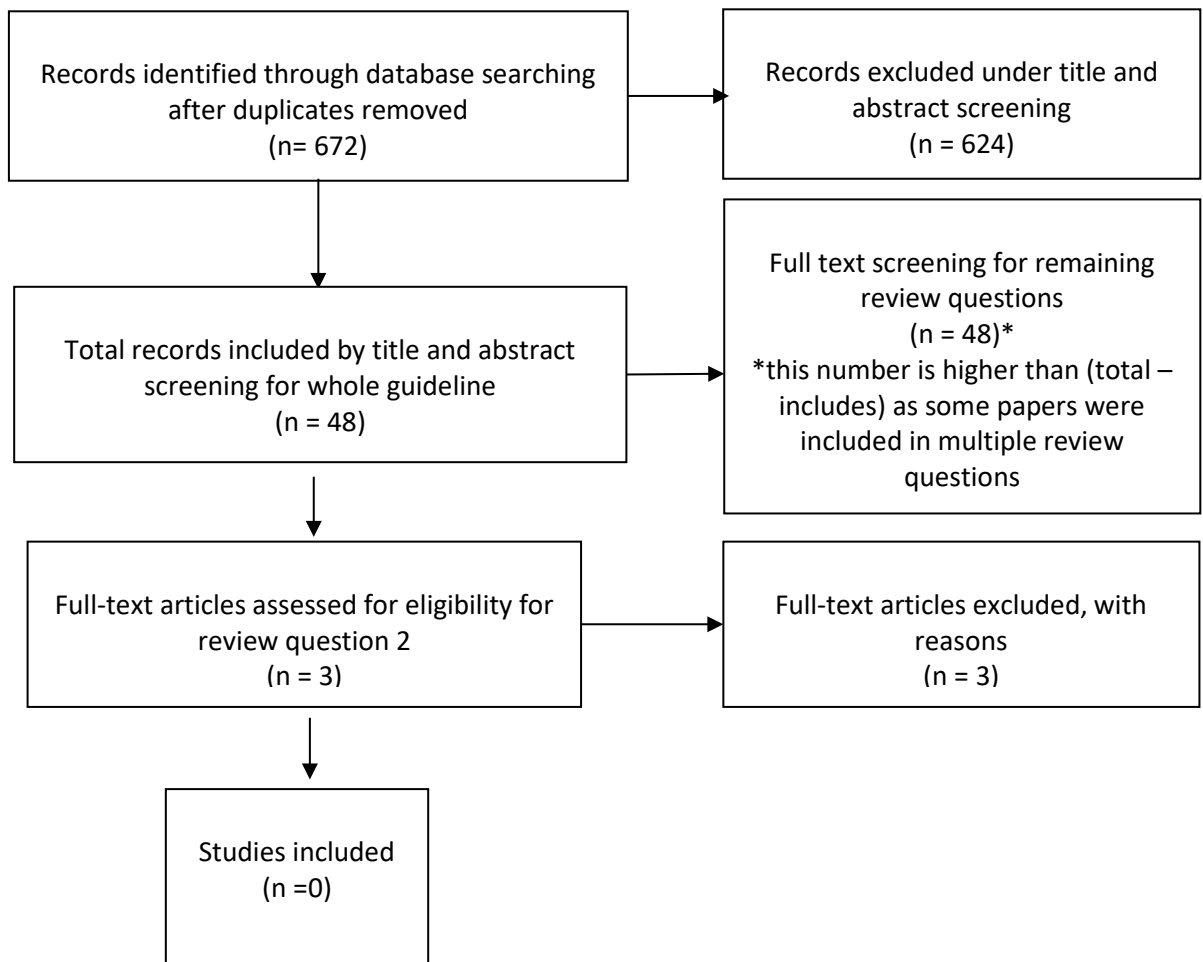 Records identified through database searching
after duplicates removed
(n= 672)
Records excluded under title and
abstract screening
(n = 624)
Total records included by title and abstract
screening for whole guideline
(n = 48)
Full text screening for remaining
review questions
(n = 48)*
*this number is higher than (total –
includes) as some papers were
included in multiple review
questions
Full-text articles assessed for eligibility for
review question 2
(n = 3)
Full-text articles excluded, with
reasons
(n = 3)
Studies included
(n =0)